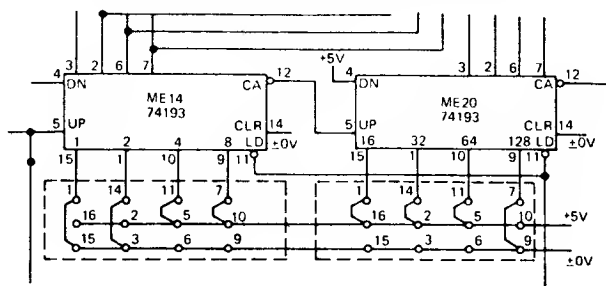 3 2 6 7
3 2 6 7
4 DN ME14 74193 CA 12
+5V 4 DN ME20 74193 CA 12
5 UP CLR 14 ±0V
5 UP CLR 14 ±0V
1 2 4 8 LD
16 32 64 128 LD
15 1 10 9 11
15 1 10 9 11
1 14 11 7
1 14 11 7
16 2 5 10
16 2 5 10 +5V
15 3 6 9
15 3 6 9 ±0V